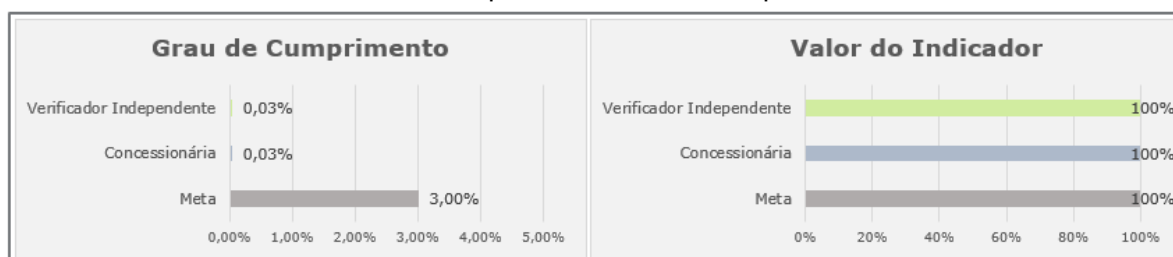 Grau de Cumprimento
Verificador Independente 0,03%
Concessionária 0,03%
Meta 3,00%
0,00% 1,00% 2,00% 3,00% 4,00% 5,00%
Valor do Indicador
Verificador Independente 100%
Concessionária 100%
Meta 100%
0% 20% 40% 60% 80% 100%